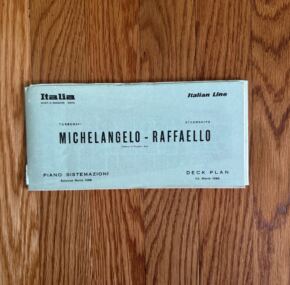 Italia
Italian Line
TURBONAVI
STEAMSHIPS
MICHELANGELO - RAFFAELLO
PIANO SISTEMAZIONI
DECK PLAN